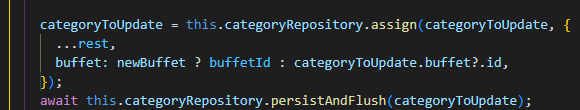 categoryToUpdate = this.categoryRepository.assign(categoryToUpdate, {
...rest,
buffet: newBuffet ? buffetId : categoryToUpdate.buffet?.id,
});
await this.categoryRepository.persistAndFlush(categoryToUpdate);